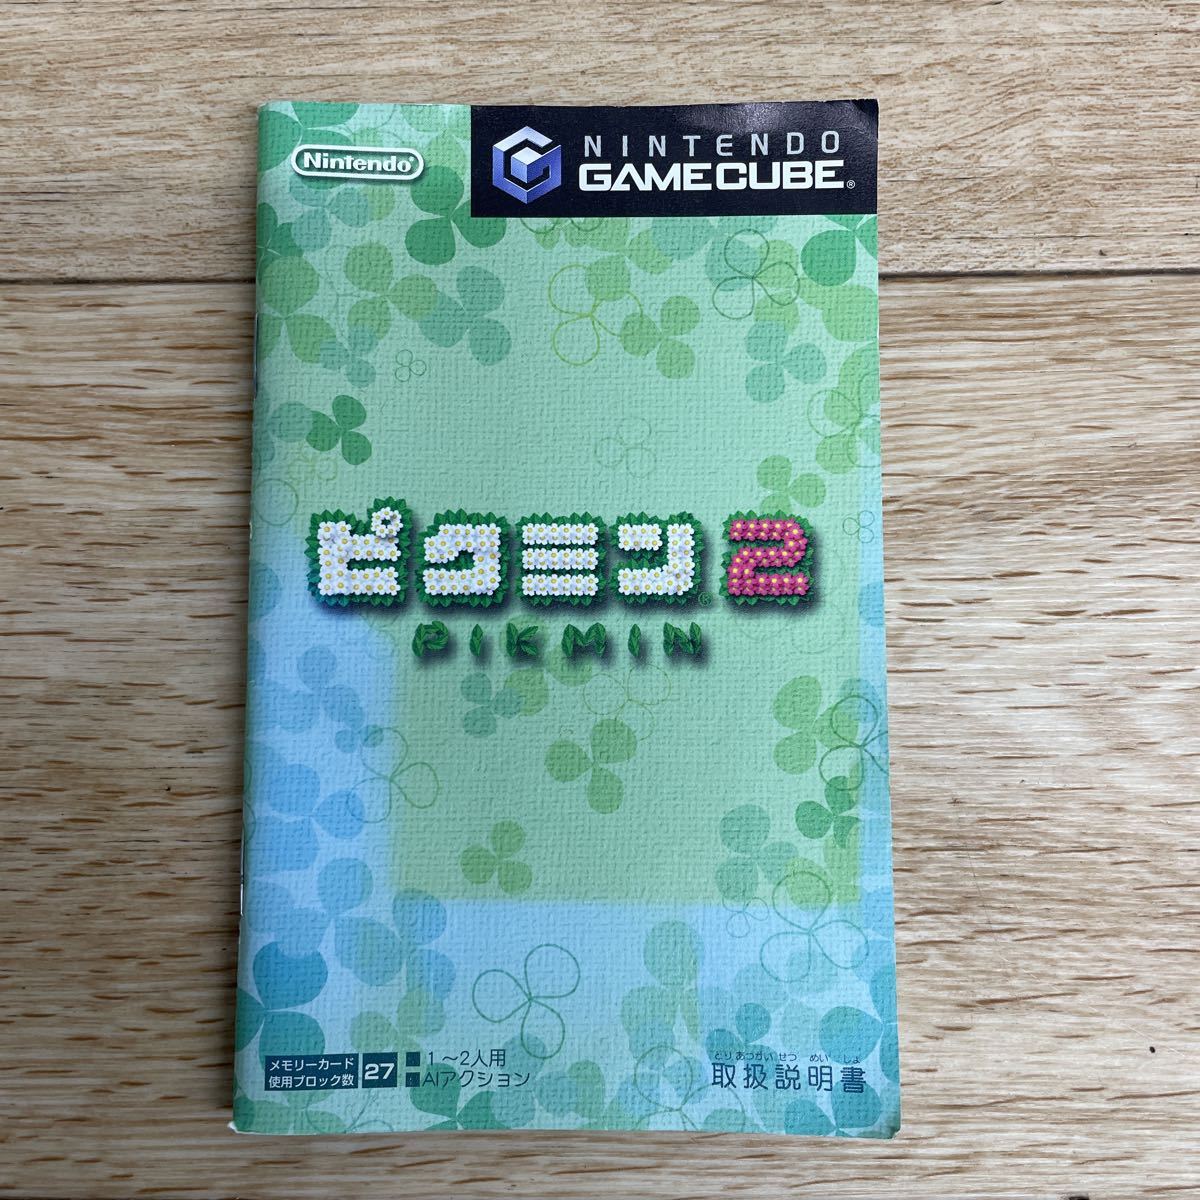 Nintendo®
NINTENDO
GAMECUBE®
ピクミン®2
PIKMIN
メモリーカード
使用ブロック数
27
1〜2人用
AIアクション
とりあつかいせつめいしょ
取扱説明書